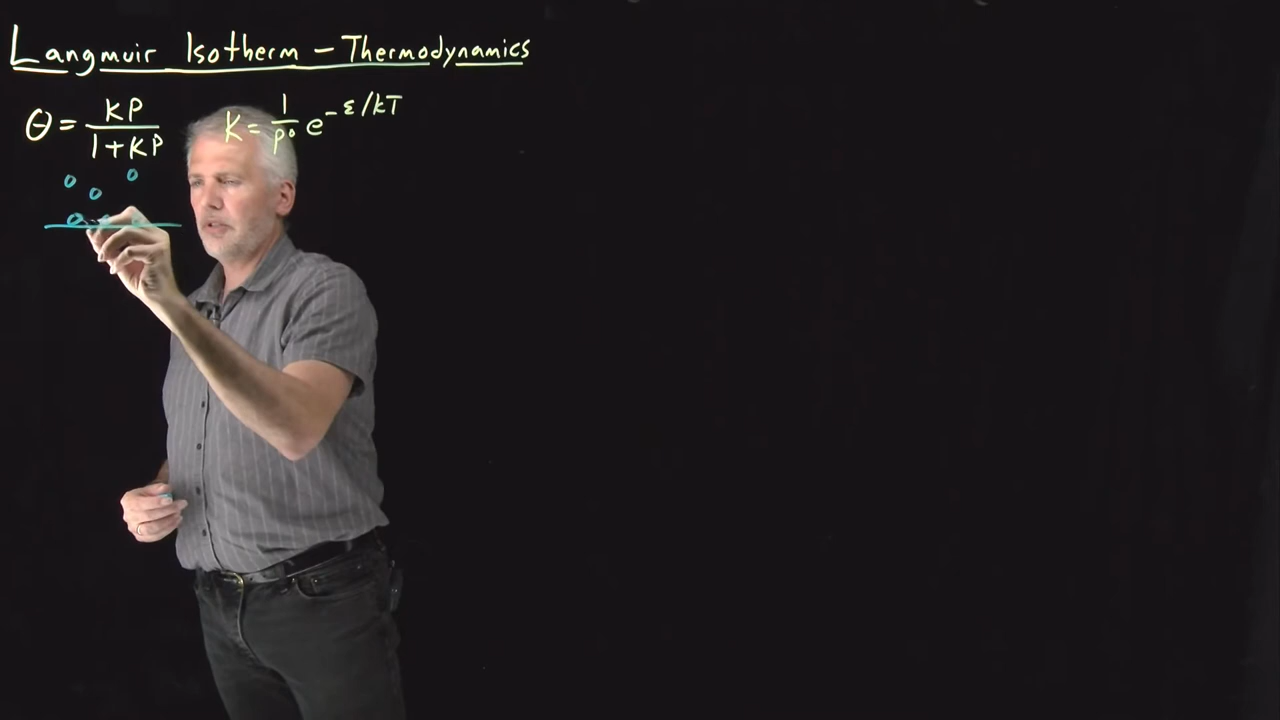 Langmuir Isotherm – Thermodynamics
θ = KP / 1+KP    K = 1/P° e^-ε/kT